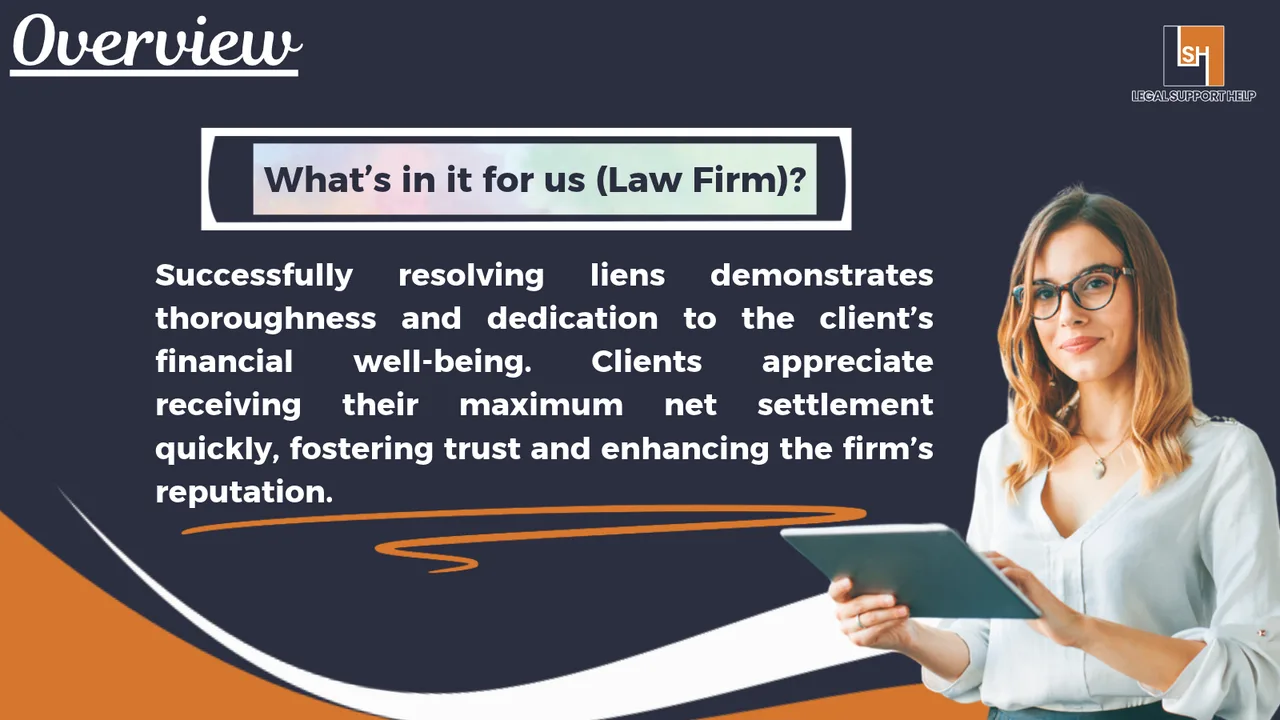 Overview
LSH
LEGAL SUPPORT HELP
What’s in it for us (Law Firm)?
Successfully resolving liens demonstrates
thoroughness and dedication to the client’s
financial well-being. Clients appreciate
receiving their maximum net settlement
quickly, fostering trust and enhancing the firm’s
reputation.